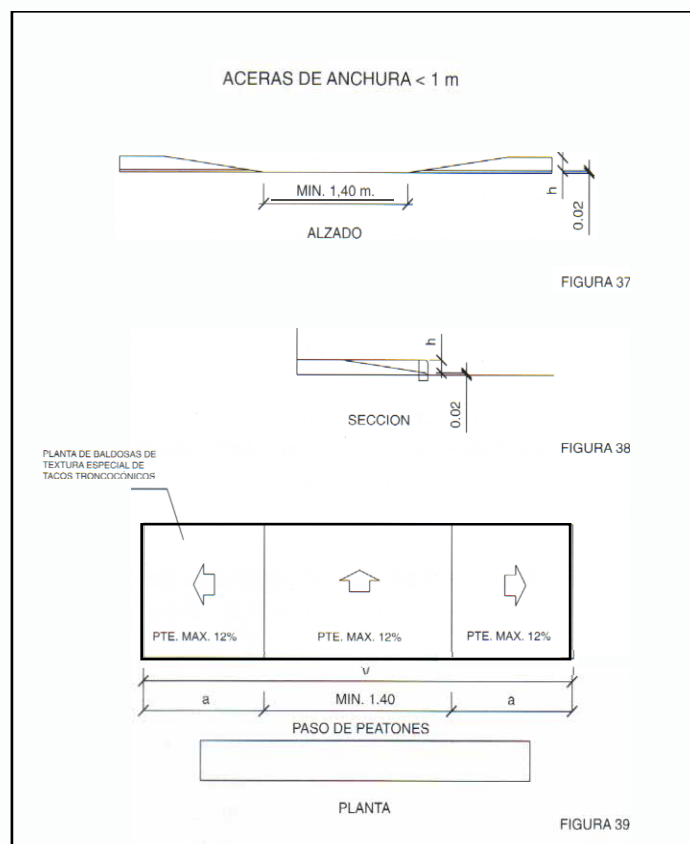 ACERAS DE ANCHURA < 1 m
MIN. 1,40 m.
h
0.02
ALZADO
FIGURA 37
h
0.02
SECCION
FIGURA 38
PLANTA DE BALDOSAS DE
TEXTURA ESPECIAL DE
TACOS TRONCOCONICOS
PTE. MAX. 12% PTE. MAX. 12% PTE. MAX. 12%
a MIN. 1.40 a
PASO DE PEATONES
PLANTA
FIGURA 39